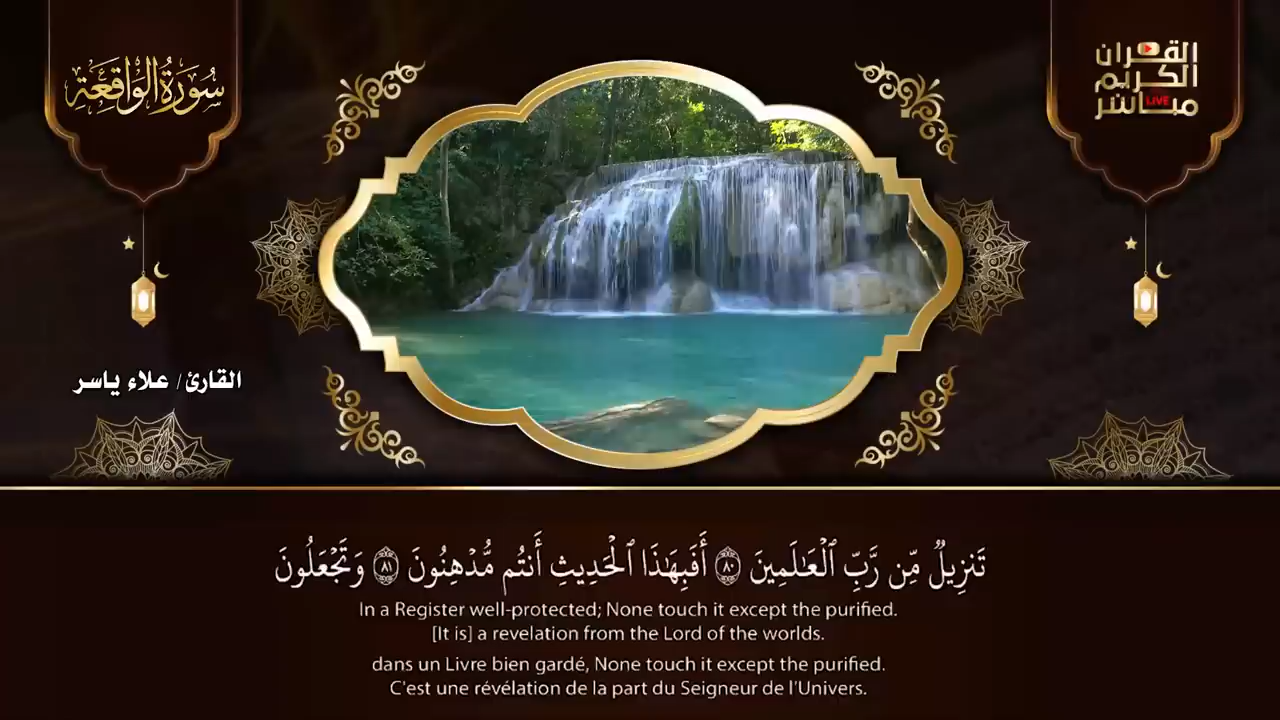 سُورَةُ الوَاقِعَة
القرآن
الكريم
مباشر
LIVE
القارئ/ علاء ياسر
تَنزِيلٌ مِّن رَّبِّ ٱلْعَـٰلَمِينَ ٨٠ أَفَبِهَـٰذَا ٱلْحَدِيثِ أَنتُم مُّدْهِنُونَ ٨١ وَتَجْعَلُونَ
In a Register well-protected; None touch it except the purified.
[It is] a revelation from the Lord of the worlds.
dans un Livre bien gardé, None touch it except the purified.
C'est une révélation de la part du Seigneur de l'Univers.